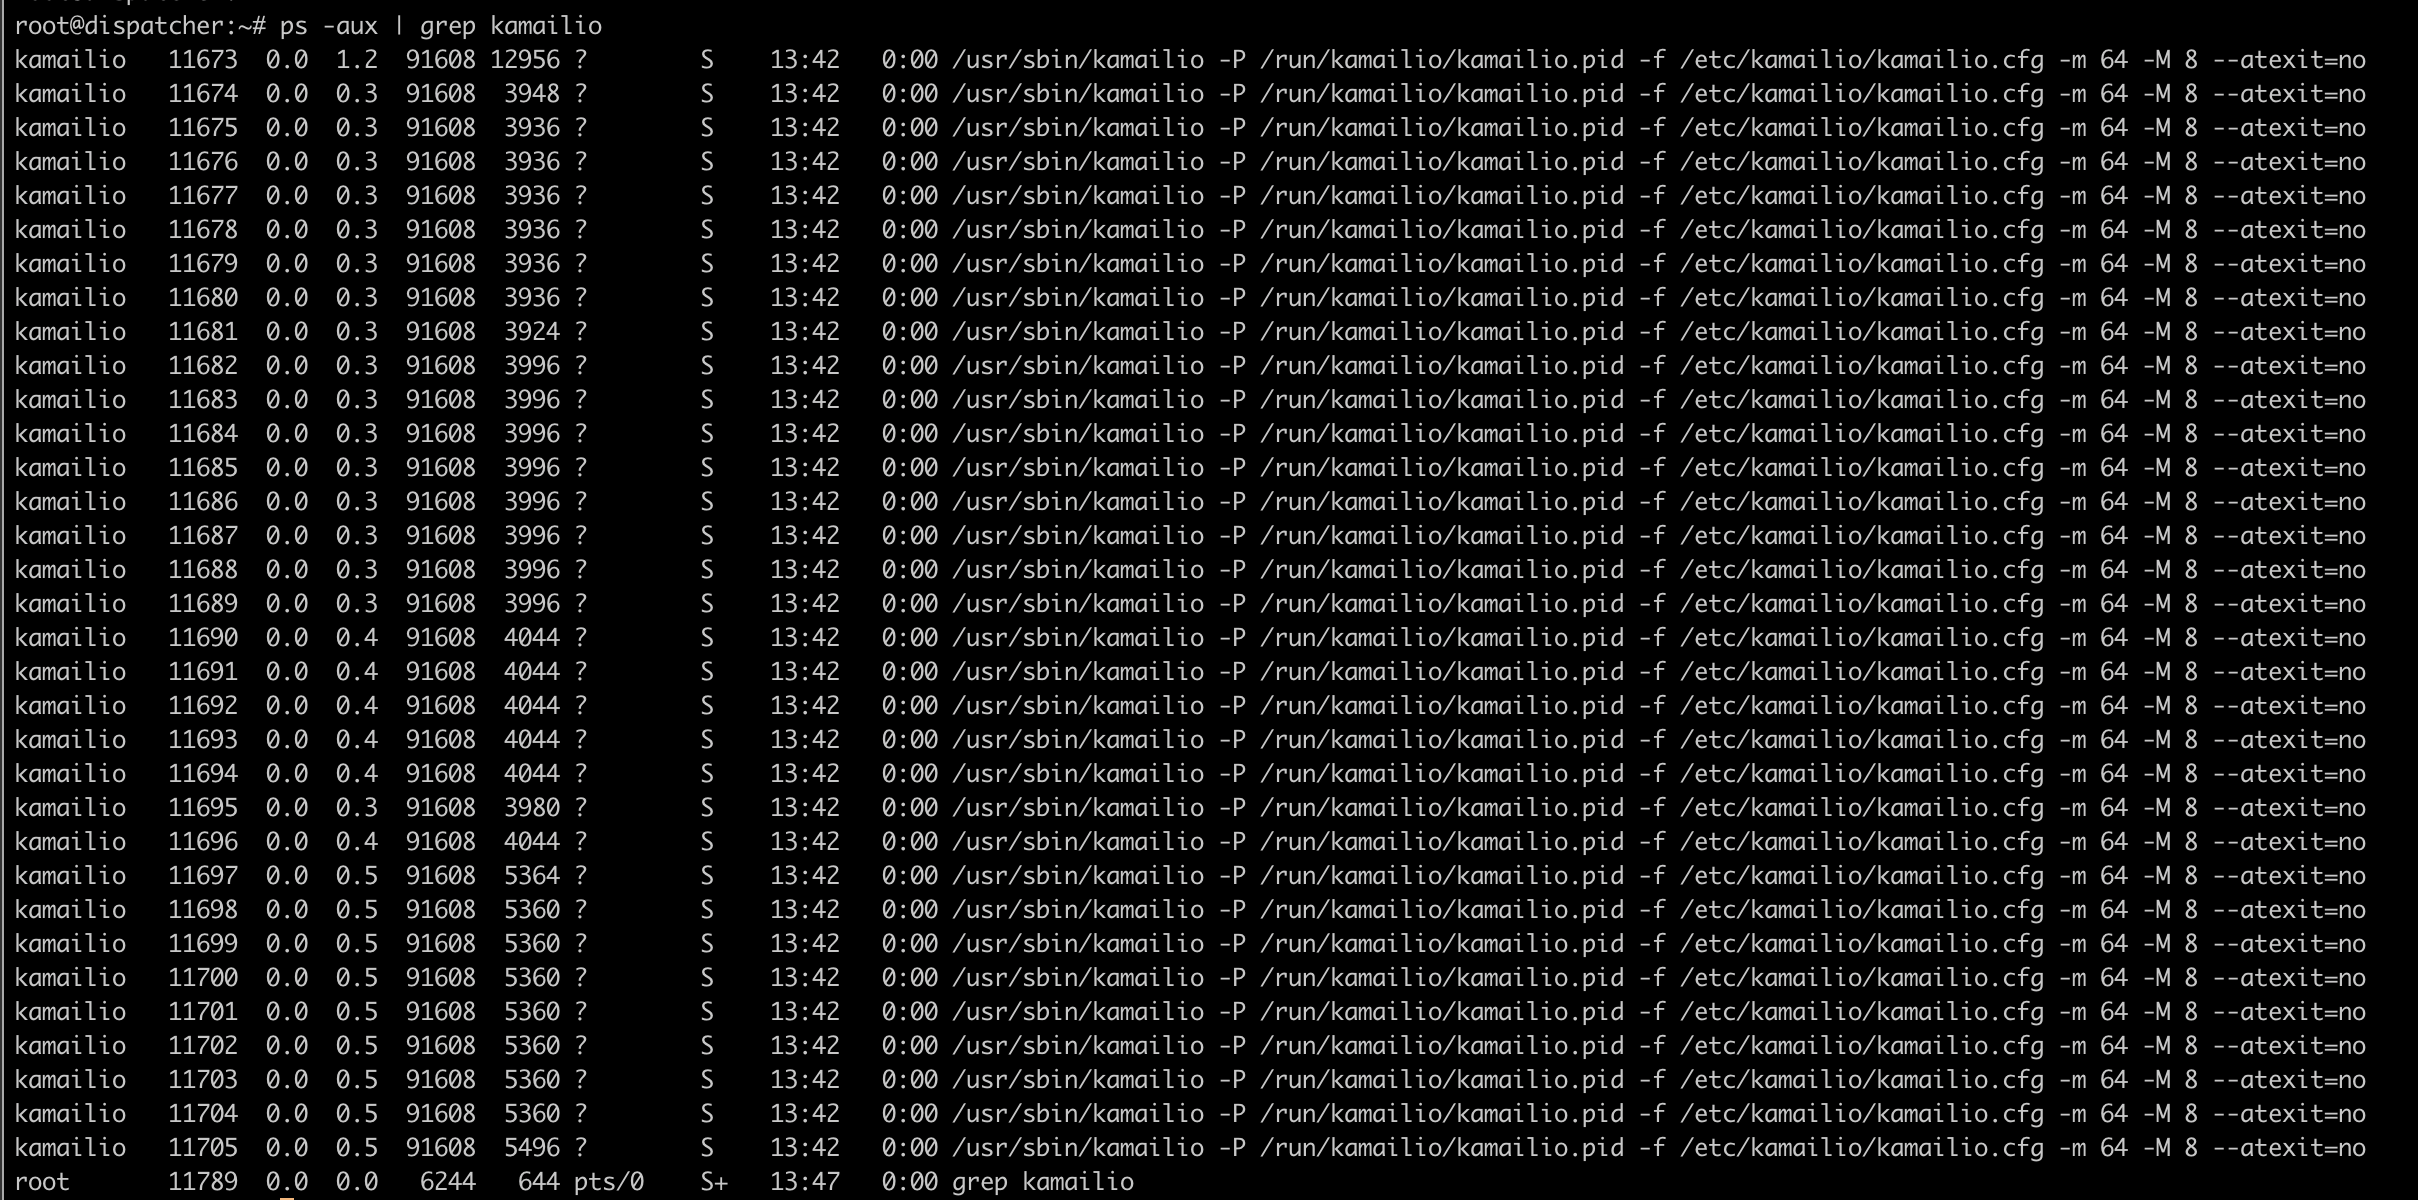 root@dispatcher:~# ps -aux | grep kamailio
kamailio   11673  0.0  1.2  91608 12956 ?        S    13:42   0:00 /usr/sbin/kamailio -P /run/kamailio/kamailio.pid -f /etc/kamailio/kamailio.cfg -m 64 -M 8 --atexit=no
kamailio   11674  0.0  0.3  91608  3948 ?        S    13:42   0:00 /usr/sbin/kamailio -P /run/kamailio/kamailio.pid -f /etc/kamailio/kamailio.cfg -m 64 -M 8 --atexit=no
kamailio   11675  0.0  0.3  91608  3936 ?        S    13:42   0:00 /usr/sbin/kamailio -P /run/kamailio/kamailio.pid -f /etc/kamailio/kamailio.cfg -m 64 -M 8 --atexit=no
kamailio   11676  0.0  0.3  91608  3936 ?        S    13:42   0:00 /usr/sbin/kamailio -P /run/kamailio/kamailio.pid -f /etc/kamailio/kamailio.cfg -m 64 -M 8 --atexit=no
kamailio   11677  0.0  0.3  91608  3936 ?        S    13:42   0:00 /usr/sbin/kamailio -P /run/kamailio/kamailio.pid -f /etc/kamailio/kamailio.cfg -m 64 -M 8 --atexit=no
kamailio   11678  0.0  0.3  91608  3936 ?        S    13:42   0:00 /usr/sbin/kamailio -P /run/kamailio/kamailio.pid -f /etc/kamailio/kamailio.cfg -m 64 -M 8 --atexit=no
kamailio   11679  0.0  0.3  91608  3936 ?        S    13:42   0:00 /usr/sbin/kamailio -P /run/kamailio/kamailio.pid -f /etc/kamailio/kamailio.cfg -m 64 -M 8 --atexit=no
kamailio   11680  0.0  0.3  91608  3936 ?        S    13:42   0:00 /usr/sbin/kamailio -P /run/kamailio/kamailio.pid -f /etc/kamailio/kamailio.cfg -m 64 -M 8 --atexit=no
kamailio   11681  0.0  0.3  91608  3924 ?        S    13:42   0:00 /usr/sbin/kamailio -P /run/kamailio/kamailio.pid -f /etc/kamailio/kamailio.cfg -m 64 -M 8 --atexit=no
kamailio   11682  0.0  0.3  91608  3996 ?        S    13:42   0:00 /usr/sbin/kamailio -P /run/kamailio/kamailio.pid -f /etc/kamailio/kamailio.cfg -m 64 -M 8 --atexit=no
kamailio   11683  0.0  0.3  91608  3996 ?        S    13:42   0:00 /usr/sbin/kamailio -P /run/kamailio/kamailio.pid -f /etc/kamailio/kamailio.cfg -m 64 -M 8 --atexit=no
kamailio   11684  0.0  0.3  91608  3996 ?        S    13:42   0:00 /usr/sbin/kamailio -P /run/kamailio/kamailio.pid -f /etc/kamailio/kamailio.cfg -m 64 -M 8 --atexit=no
kamailio   11685  0.0  0.3  91608  3996 ?        S    13:42   0:00 /usr/sbin/kamailio -P /run/kamailio/kamailio.pid -f /etc/kamailio/kamailio.cfg -m 64 -M 8 --atexit=no
kamailio   11686  0.0  0.3  91608  3996 ?        S    13:42   0:00 /usr/sbin/kamailio -P /run/kamailio/kamailio.pid -f /etc/kamailio/kamailio.cfg -m 64 -M 8 --atexit=no
kamailio   11687  0.0  0.3  91608  3996 ?        S    13:42   0:00 /usr/sbin/kamailio -P /run/kamailio/kamailio.pid -f /etc/kamailio/kamailio.cfg -m 64 -M 8 --atexit=no
kamailio   11688  0.0  0.3  91608  3996 ?        S    13:42   0:00 /usr/sbin/kamailio -P /run/kamailio/kamailio.pid -f /etc/kamailio/kamailio.cfg -m 64 -M 8 --atexit=no
kamailio   11689  0.0  0.3  91608  3996 ?        S    13:42   0:00 /usr/sbin/kamailio -P /run/kamailio/kamailio.pid -f /etc/kamailio/kamailio.cfg -m 64 -M 8 --atexit=no
kamailio   11690  0.0  0.4  91608  4044 ?        S    13:42   0:00 /usr/sbin/kamailio -P /run/kamailio/kamailio.pid -f /etc/kamailio/kamailio.cfg -m 64 -M 8 --atexit=no
kamailio   11691  0.0  0.4  91608  4044 ?        S    13:42   0:00 /usr/sbin/kamailio -P /run/kamailio/kamailio.pid -f /etc/kamailio/kamailio.cfg -m 64 -M 8 --atexit=no
kamailio   11692  0.0  0.4  91608  4044 ?        S    13:42   0:00 /usr/sbin/kamailio -P /run/kamailio/kamailio.pid -f /etc/kamailio/kamailio.cfg -m 64 -M 8 --atexit=no
kamailio   11693  0.0  0.4  91608  4044 ?        S    13:42   0:00 /usr/sbin/kamailio -P /run/kamailio/kamailio.pid -f /etc/kamailio/kamailio.cfg -m 64 -M 8 --atexit=no
kamailio   11694  0.0  0.4  91608  4044 ?        S    13:42   0:00 /usr/sbin/kamailio -P /run/kamailio/kamailio.pid -f /etc/kamailio/kamailio.cfg -m 64 -M 8 --atexit=no
kamailio   11695  0.0  0.3  91608  3980 ?        S    13:42   0:00 /usr/sbin/kamailio -P /run/kamailio/kamailio.pid -f /etc/kamailio/kamailio.cfg -m 64 -M 8 --atexit=no
kamailio   11696  0.0  0.4  91608  4044 ?        S    13:42   0:00 /usr/sbin/kamailio -P /run/kamailio/kamailio.pid -f /etc/kamailio/kamailio.cfg -m 64 -M 8 --atexit=no
kamailio   11697  0.0  0.5  91608  5364 ?        S    13:42   0:00 /usr/sbin/kamailio -P /run/kamailio/kamailio.pid -f /etc/kamailio/kamailio.cfg -m 64 -M 8 --atexit=no
kamailio   11698  0.0  0.5  91608  5360 ?        S    13:42   0:00 /usr/sbin/kamailio -P /run/kamailio/kamailio.pid -f /etc/kamailio/kamailio.cfg -m 64 -M 8 --atexit=no
kamailio   11699  0.0  0.5  91608  5360 ?        S    13:42   0:00 /usr/sbin/kamailio -P /run/kamailio/kamailio.pid -f /etc/kamailio/kamailio.cfg -m 64 -M 8 --atexit=no
kamailio   11700  0.0  0.5  91608  5360 ?        S    13:42   0:00 /usr/sbin/kamailio -P /run/kamailio/kamailio.pid -f /etc/kamailio/kamailio.cfg -m 64 -M 8 --atexit=no
kamailio   11701  0.0  0.5  91608  5360 ?        S    13:42   0:00 /usr/sbin/kamailio -P /run/kamailio/kamailio.pid -f /etc/kamailio/kamailio.cfg -m 64 -M 8 --atexit=no
kamailio   11702  0.0  0.5  91608  5360 ?        S    13:42   0:00 /usr/sbin/kamailio -P /run/kamailio/kamailio.pid -f /etc/kamailio/kamailio.cfg -m 64 -M 8 --atexit=no
kamailio   11703  0.0  0.5  91608  5360 ?        S    13:42   0:00 /usr/sbin/kamailio -P /run/kamailio/kamailio.pid -f /etc/kamailio/kamailio.cfg -m 64 -M 8 --atexit=no
kamailio   11704  0.0  0.5  91608  5360 ?        S    13:42   0:00 /usr/sbin/kamailio -P /run/kamailio/kamailio.pid -f /etc/kamailio/kamailio.cfg -m 64 -M 8 --atexit=no
kamailio   11705  0.0  0.5  91608  5496 ?        S    13:42   0:00 /usr/sbin/kamailio -P /run/kamailio/kamailio.pid -f /etc/kamailio/kamailio.cfg -m 64 -M 8 --atexit=no
root       11789  0.0  0.0   6244   644 pts/0    S+   13:47   0:00 grep kamailio